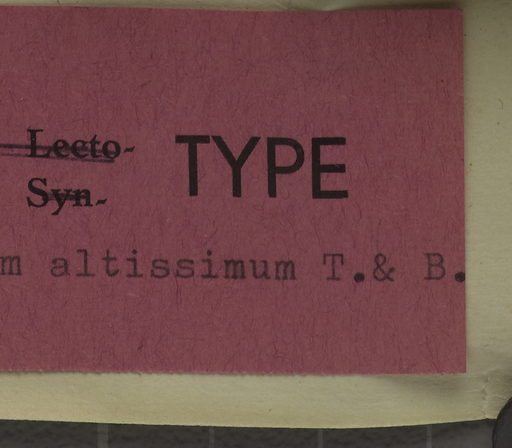 Lecto-
TYPE
Syn-
m altissimum T.& B.